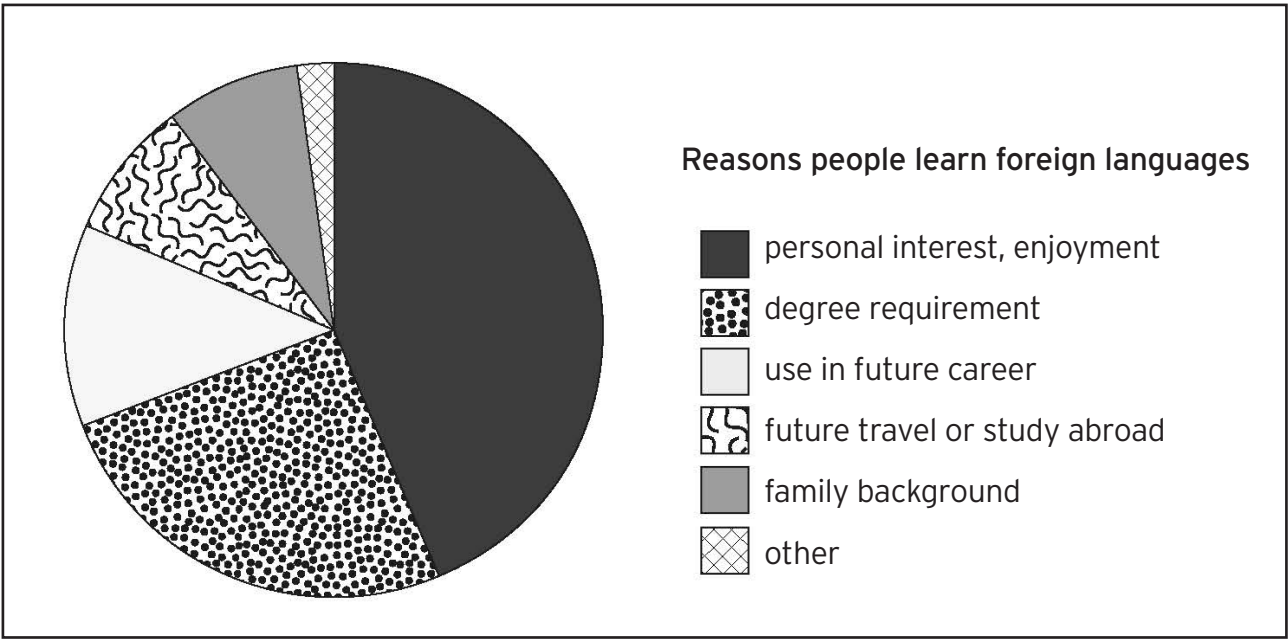 Reasons people learn foreign languages
personal interest, enjoyment
degree requirement
use in future career
future travel or study abroad
family background
other